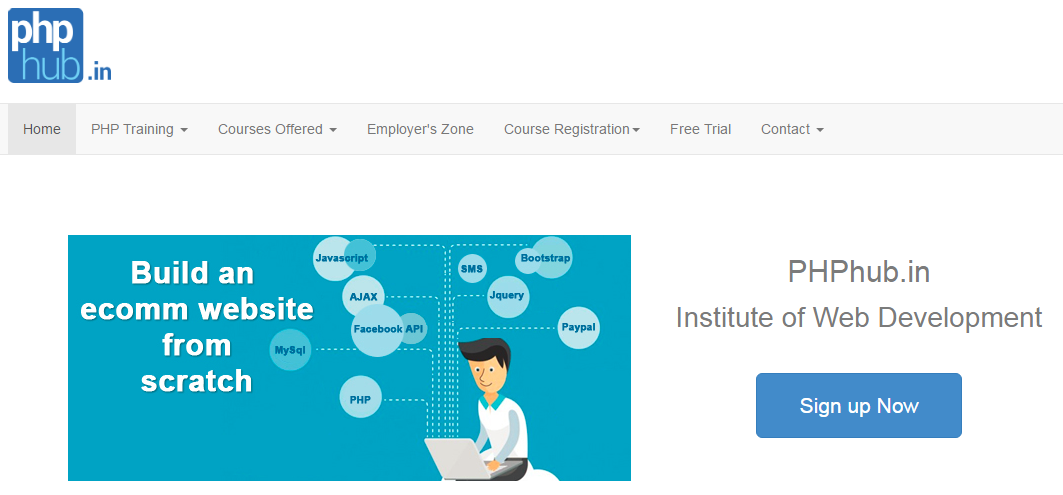 php
hub.in
Home PHP Training Courses Offered Employer's Zone Course Registration Free Trial Contact
Build an
ecomm website
from
scratch
Javascript
SMS
Bootstrap
AJAX
Jquery
Facebook API
Paypal
MySql
PHP
PHPhub.in
Institute of Web Development
Sign up Now